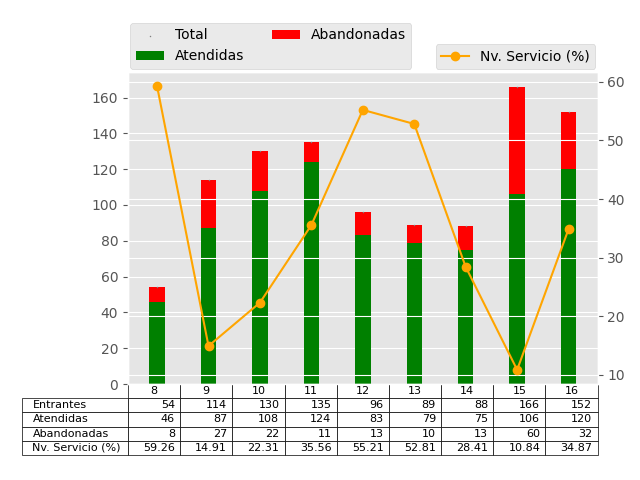 Total
Abandonadas
Atendidas
Nv. Servicio (%)
160
140
120
100
80
60
40
20
0
60
50
40
30
20
10
8 9 10 11 12 13 14 15 16
Entrantes 54 114 130 135 96 89 88 166 152
Atendidas 46 87 108 124 83 79 75 106 120
Abandonadas 8 27 22 11 13 10 13 60 32
Nv. Servicio (%) 59.26 14.91 22.31 35.56 55.21 52.81 28.41 10.84 34.87